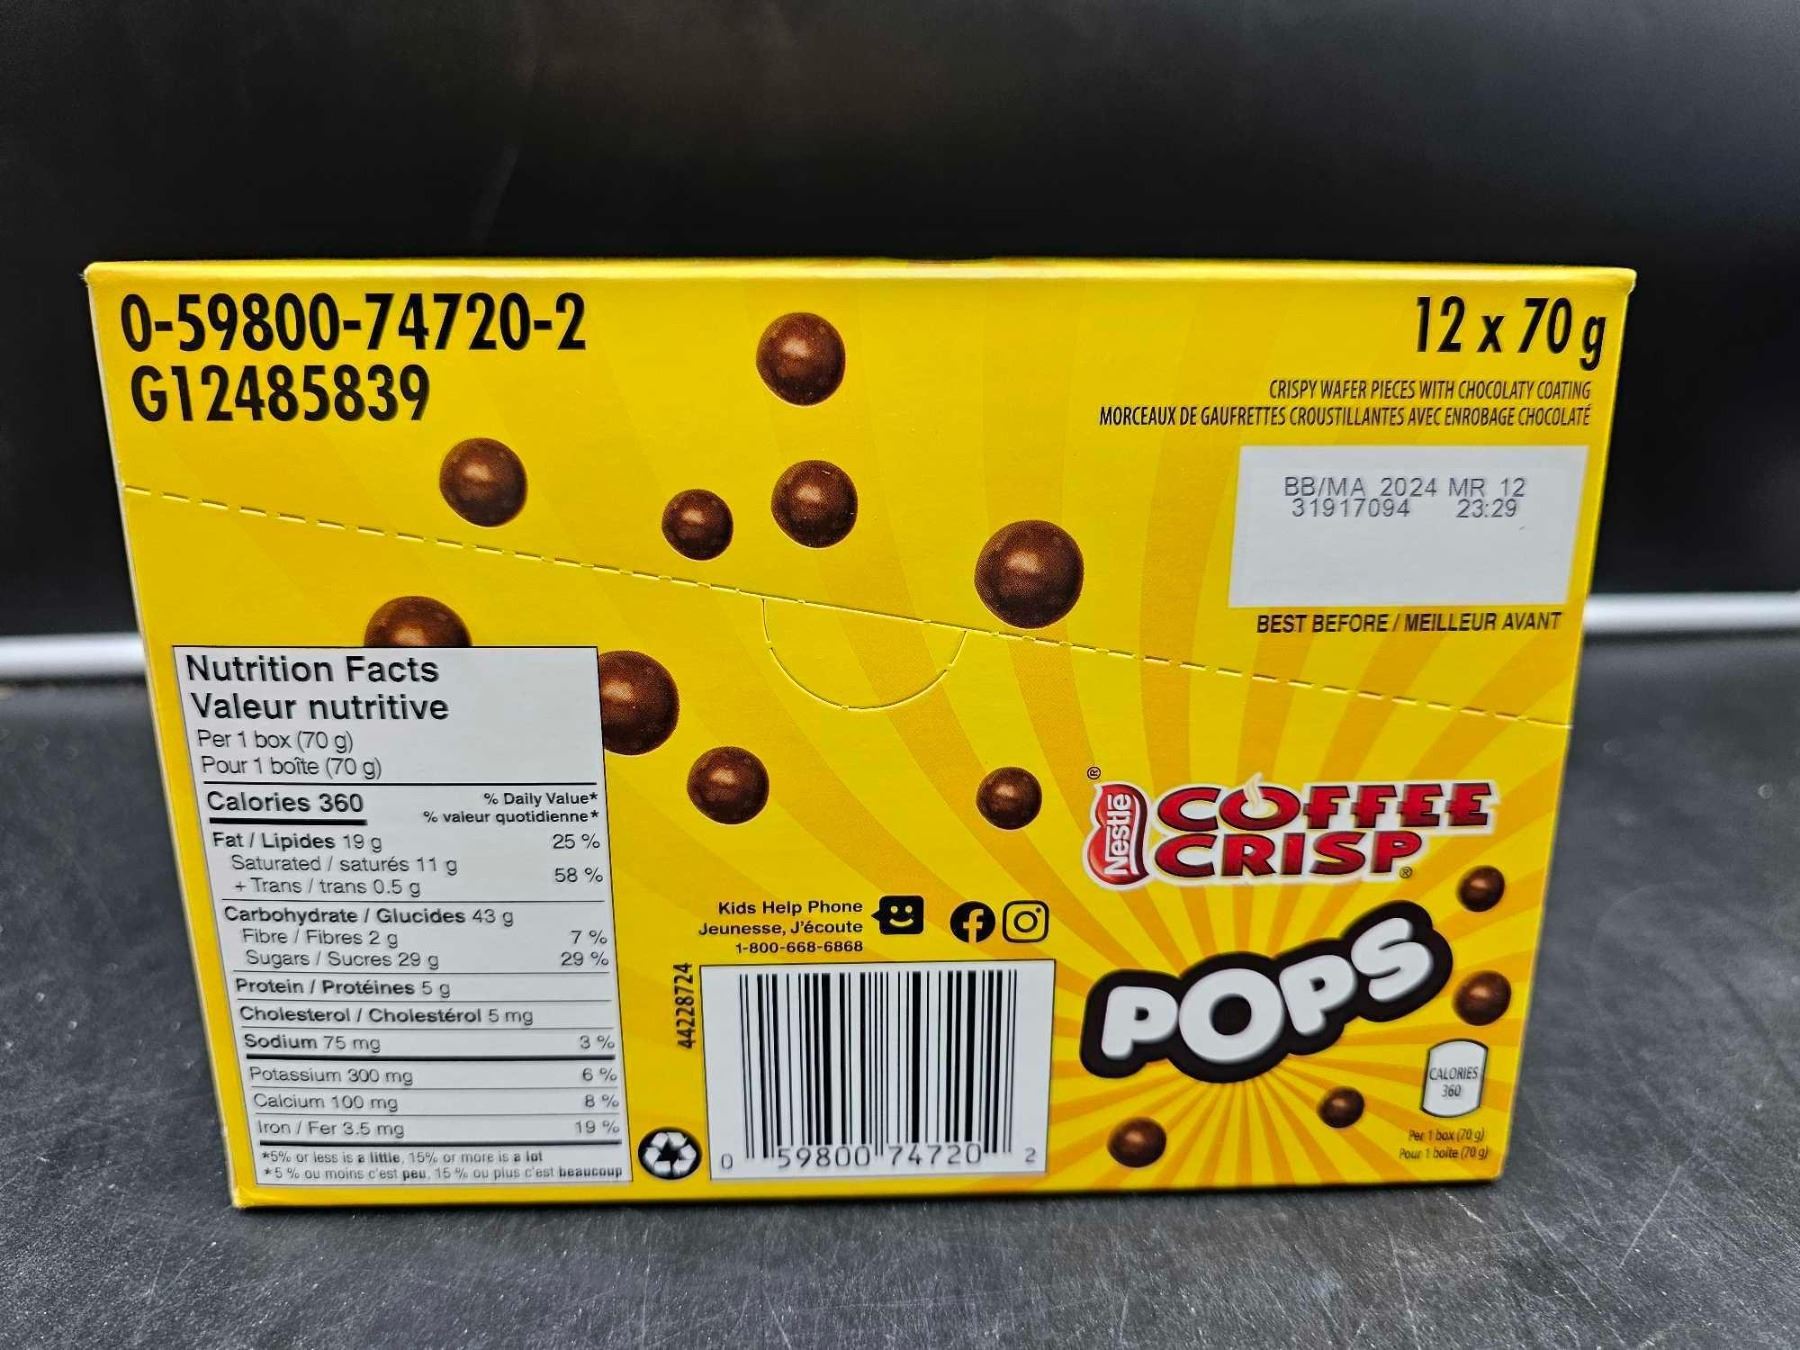 0-59800-74720-2
G12485839
12 x 70 g
CRISPY WAFER PIECES WITH CHOCOLATY COATING
MORCEAUX DE GAUFRETTES CROUSTILLANTES AVEC ENROBAGE CHOCOLATÉ
BB/MA 2024 MR 12
31917094 23:29
BEST BEFORE / MEILLEUR AVANT
Nutrition Facts
Valeur nutritive
Per 1 box (70 g)
Pour 1 boîte (70 g)
Calories 360
% Daily Value*
% valeur quotidienne*
Fat / Lipides 19 g 25 %
Saturated / saturés 11 g
+ Trans / trans 0.5 g 58 %
Carbohydrate / Glucides 43 g
Fibre / Fibres 2 g 7 %
Sugars / Sucres 29 g 29 %
Protein / Protéines 5 g
Cholesterol / Cholestérol 5 mg
Sodium 75 mg 3 %
Potassium 300 mg 6 %
Calcium 100 mg 8 %
Iron / Fer 3.5 mg 19 %
*5% or less is a little, 15% or more is a lot
*5 % ou moins c'est peu, 15 % ou plus c'est beaucoup
Kids Help Phone
Jeunesse, J'écoute
1-800-668-6868
44228724
0 59800 74720 2
®
Nestlé
COFFEE
CRISP®
POPS
CALORIES
360
Per 1 box (70 g)
Pour 1 boîte (70 g)